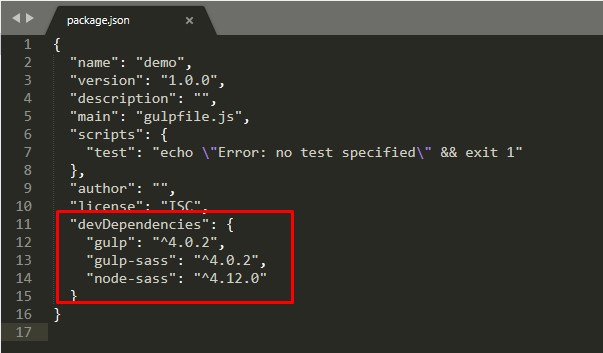 package.json
1 {
2 "name": "demo",
3 "version": "1.0.0",
4 "description": "",
5 "main": "gulpfile.js",
6 "scripts": {
7 "test": "echo \"Error: no test specified\" && exit 1"
8 },
9 "author": "",
10 "license": "ISC",
11 "devDependencies": {
12 "gulp": "^4.0.2",
13 "gulp-sass": "^4.0.2",
14 "node-sass": "^4.12.0"
15 }
16 }
17